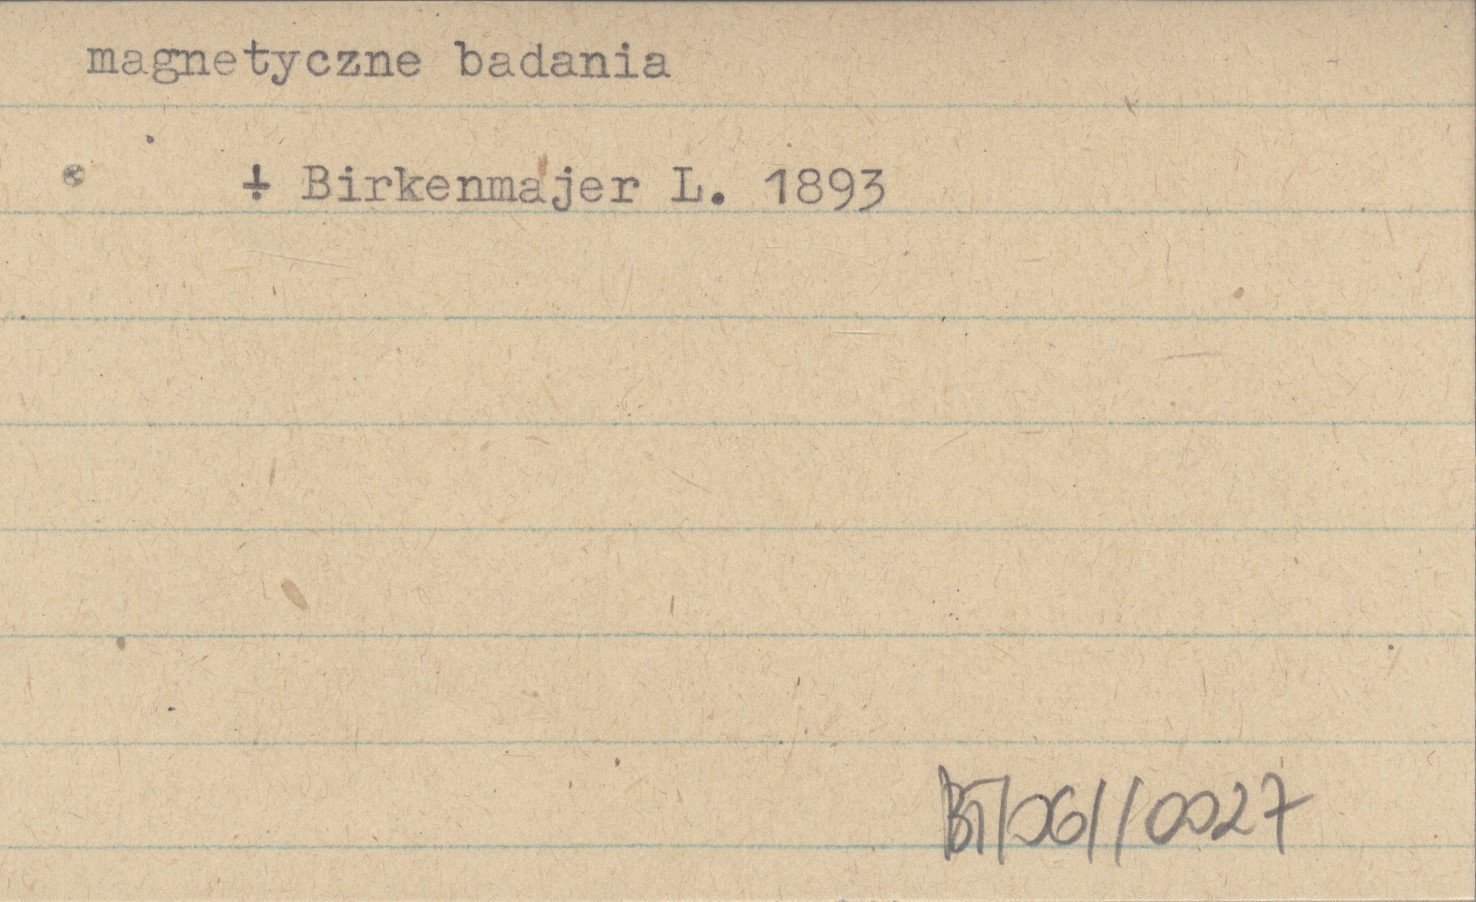 magnetyczne badania
⸓ Birkenmajer L. 1893
BT/061/0027